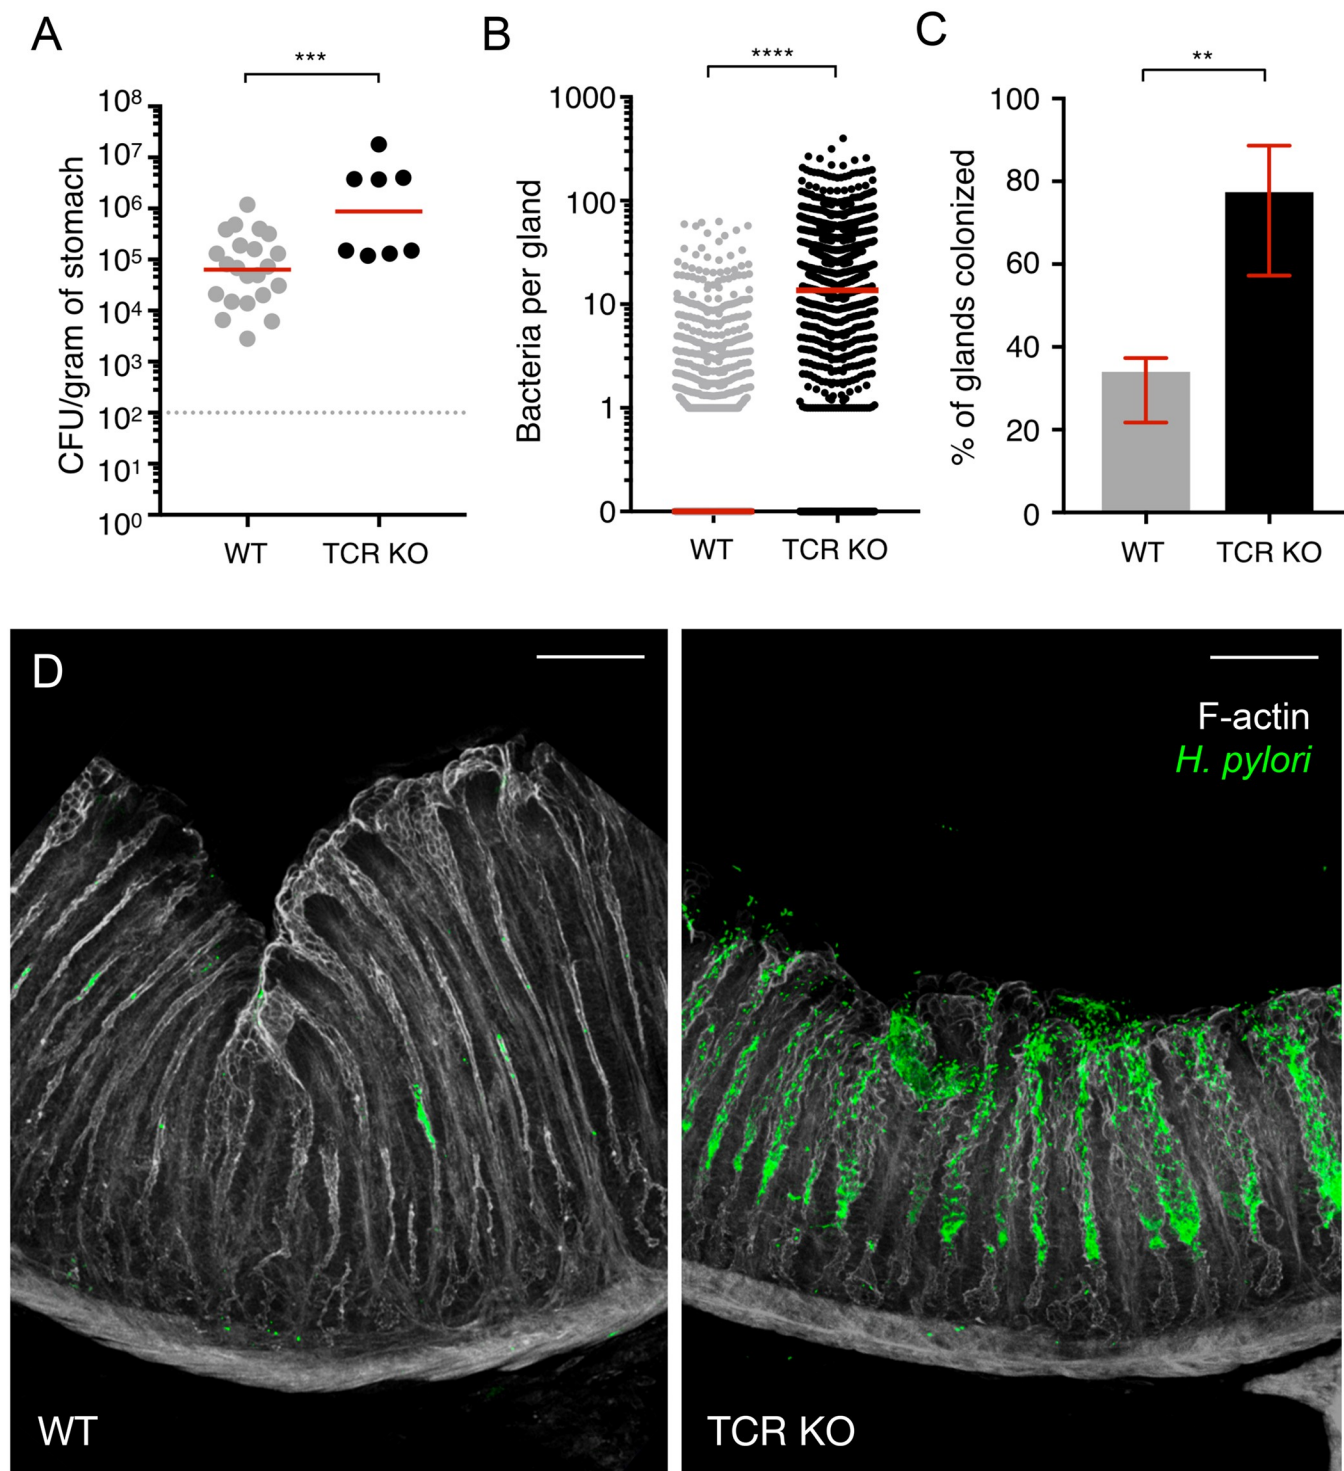 A
***
CFU/gram of stomach
10⁸
10⁷
10⁶
10⁵
10⁴
10³
10²
10¹
10⁰
WT
TCR KO
B
****
Bacteria per gland
1000
100
10
1
0
WT
TCR KO
C
**
% of glands colonized
100
80
60
40
20
0
WT
TCR KO
D
WT
F-actin
H. pylori
TCR KO